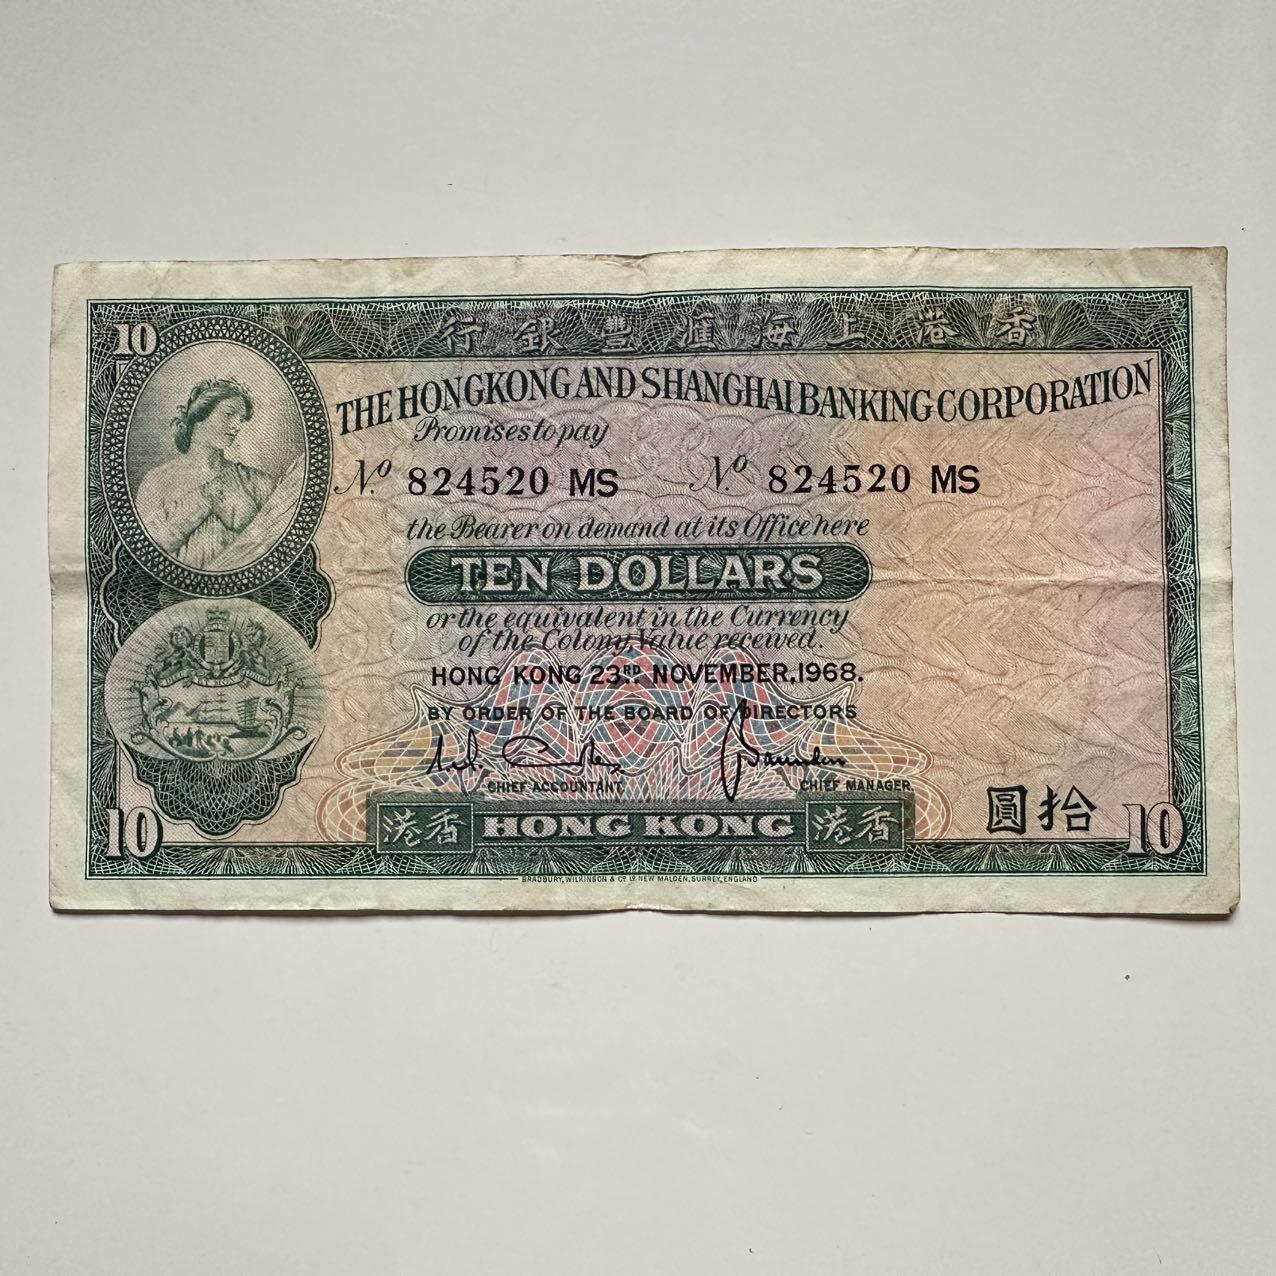 行銀豐滙海上港香
10
THE HONGKONG AND SHANGHAI BANKING CORPORATION
Promises to pay
Nº 824520 MS Nº 824520 MS
the Bearer on demand at its Office here
TEN DOLLARS
or the equivalent in the Currency
of the Colony, Value received.
HONG KONG 23RD NOVEMBER, 1968.
BY ORDER OF THE BOARD OF DIRECTORS
CHIEF ACCOUNTANT CHIEF MANAGER.
圓拾
10 港香 HONG KONG 港香 10
BRADBURY, WILKINSON & Co Ld NEW MALDEN, SURREY, ENGLAND